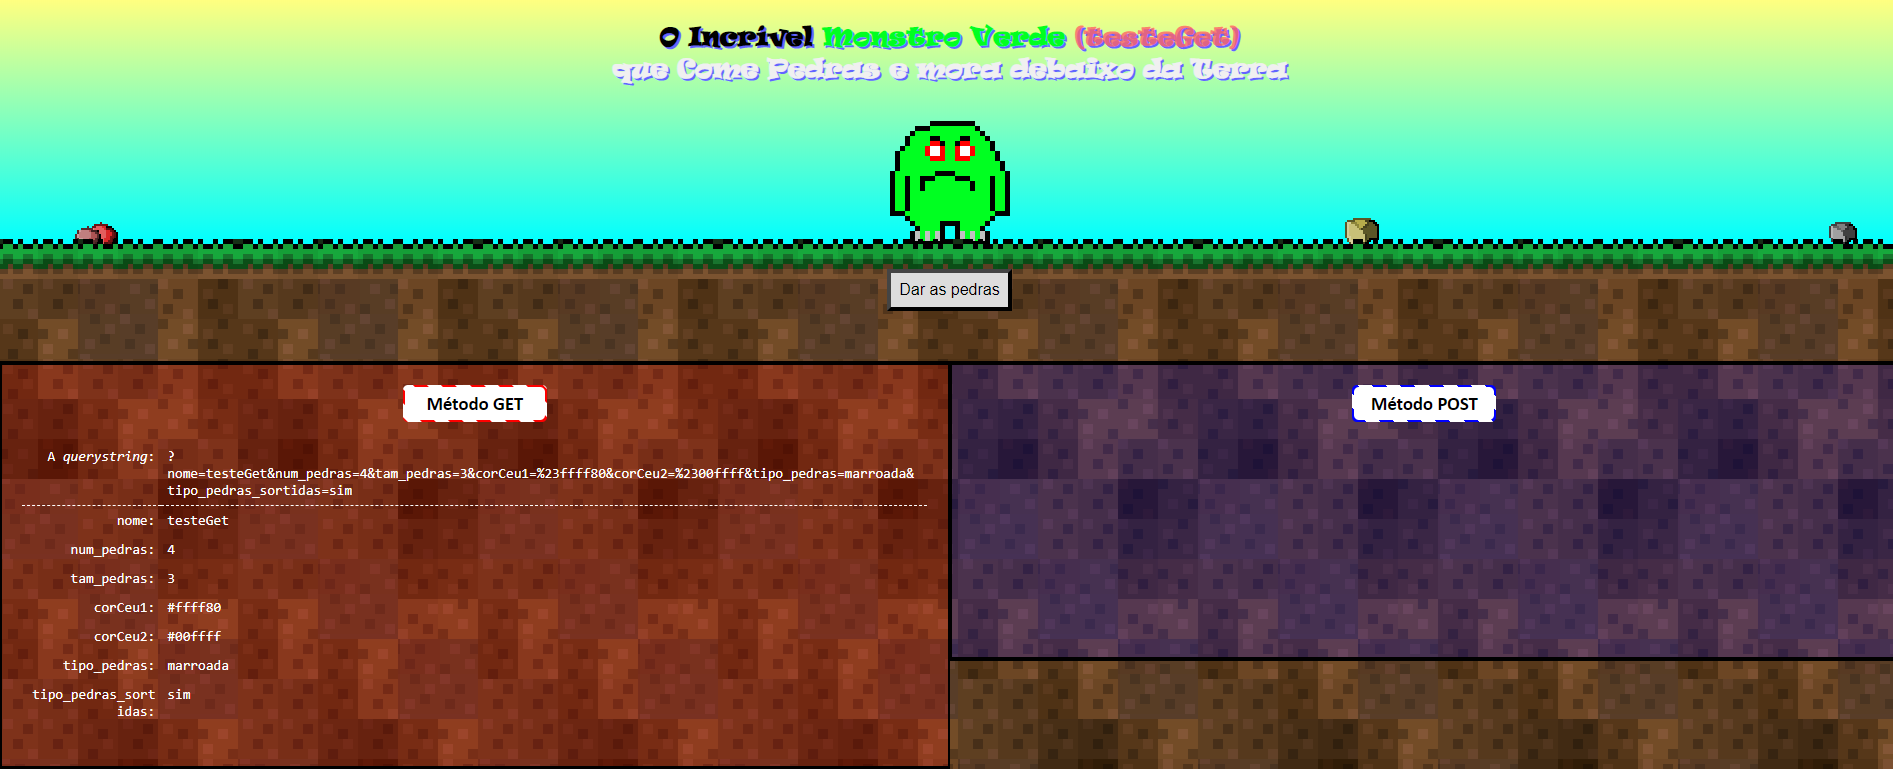 O Incrível Monstro Verde (testeGet)
que Come Pedras e mora debaixo da Terra
Dar as pedras
Método GET
A querystring: ?
nome=testeGet&num_pedras=4&tam_pedras=3&corCeu1=%23ffff80&corCeu2=%2300ffff&tipo_pedras=marroada&
tipo_pedras_sortidas=sim
nome: testeGet
num_pedras: 4
tam_pedras: 3
corCeu1: #ffff80
corCeu2: #00ffff
tipo_pedras: marroada
tipo_pedras_sort sim
idas:
Método POST